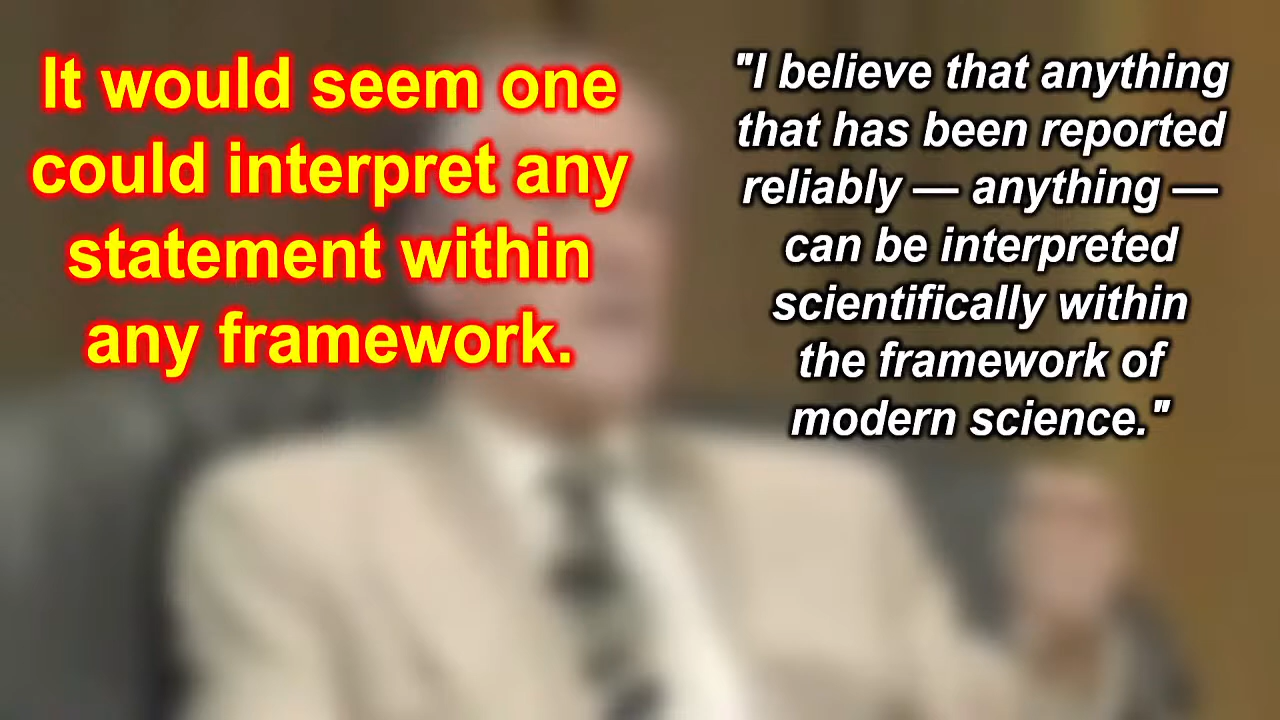 It would seem one
could interpret any
statement within
any framework.
"I believe that anything
that has been reported
reliably — anything —
can be interpreted
scientifically within
the framework of
modern science."